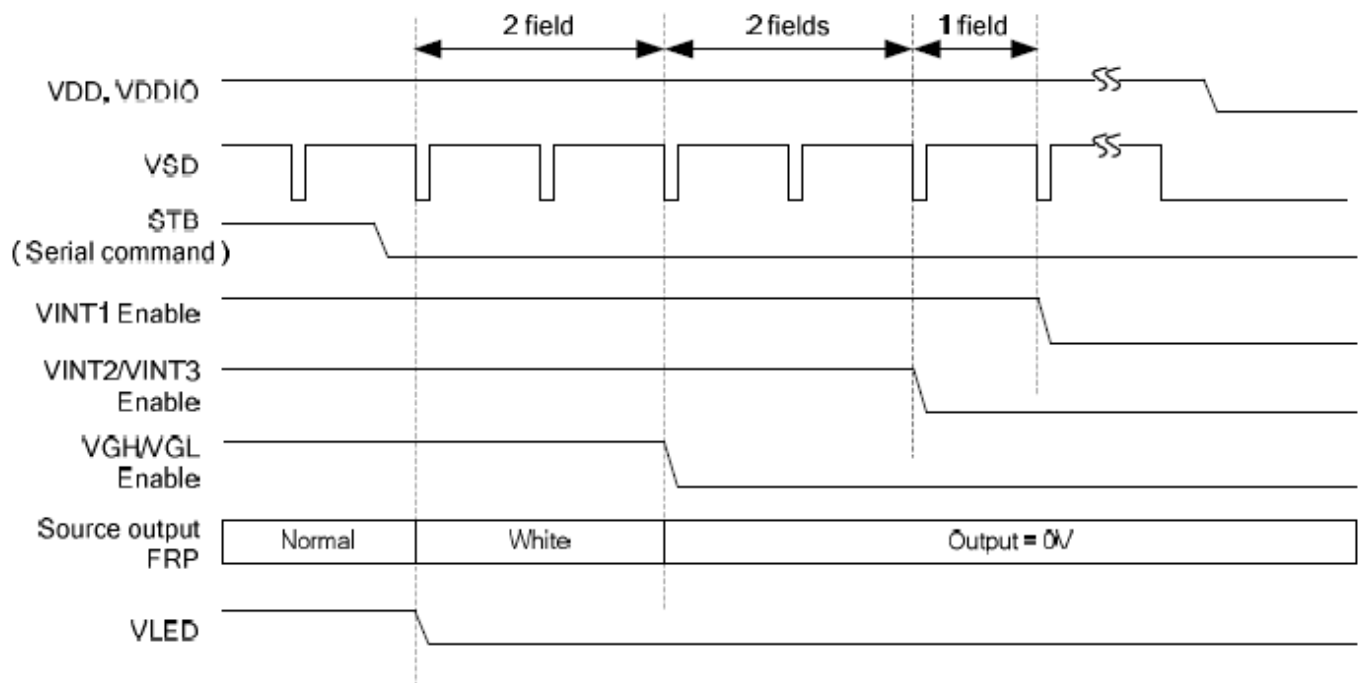 2 field 2 fields 1 field
VDD, VDDIO
VSD
STB
( Serial command )
VINT1 Enable
VINT2/VINT3
Enable
VGH/VGL
Enable
Source output
FRP
Normal White Output = 0V
VLED